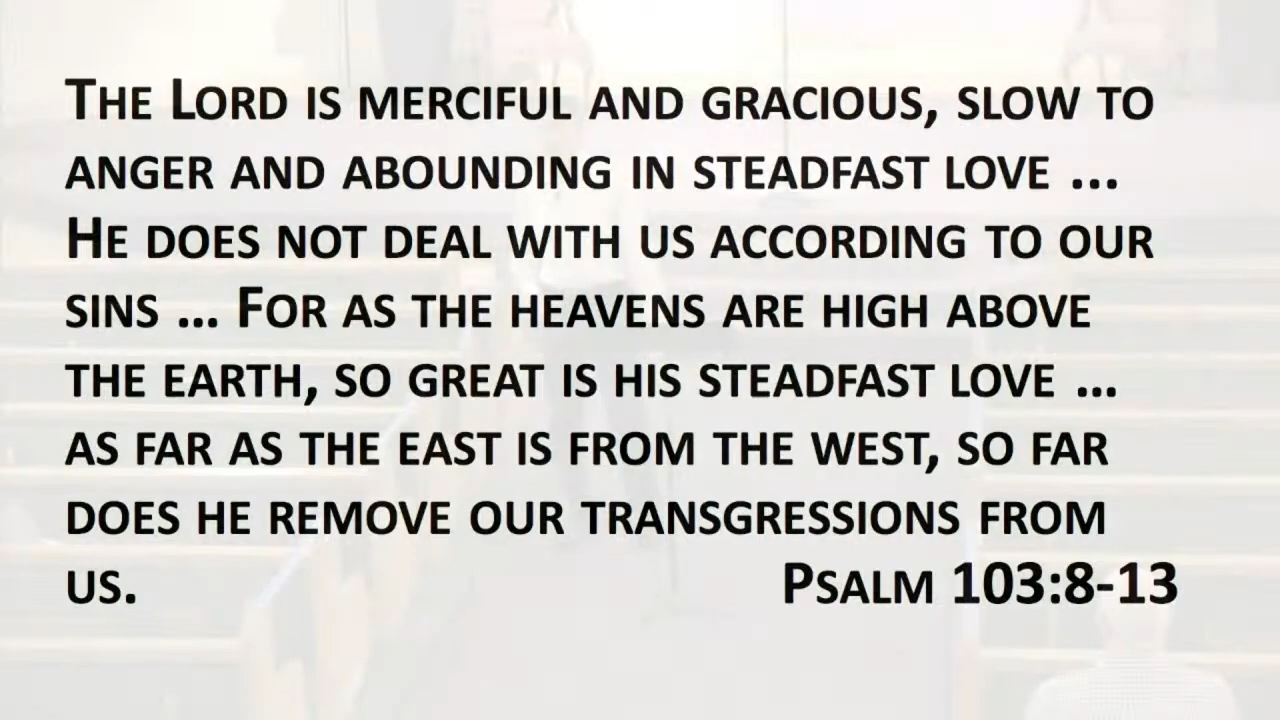 The Lord is merciful and gracious, slow to
anger and abounding in steadfast love ...
He does not deal with us according to our
sins ... For as the heavens are high above
the earth, so great is his steadfast love ...
as far as the east is from the west, so far
does he remove our transgressions from
us. Psalm 103:8-13